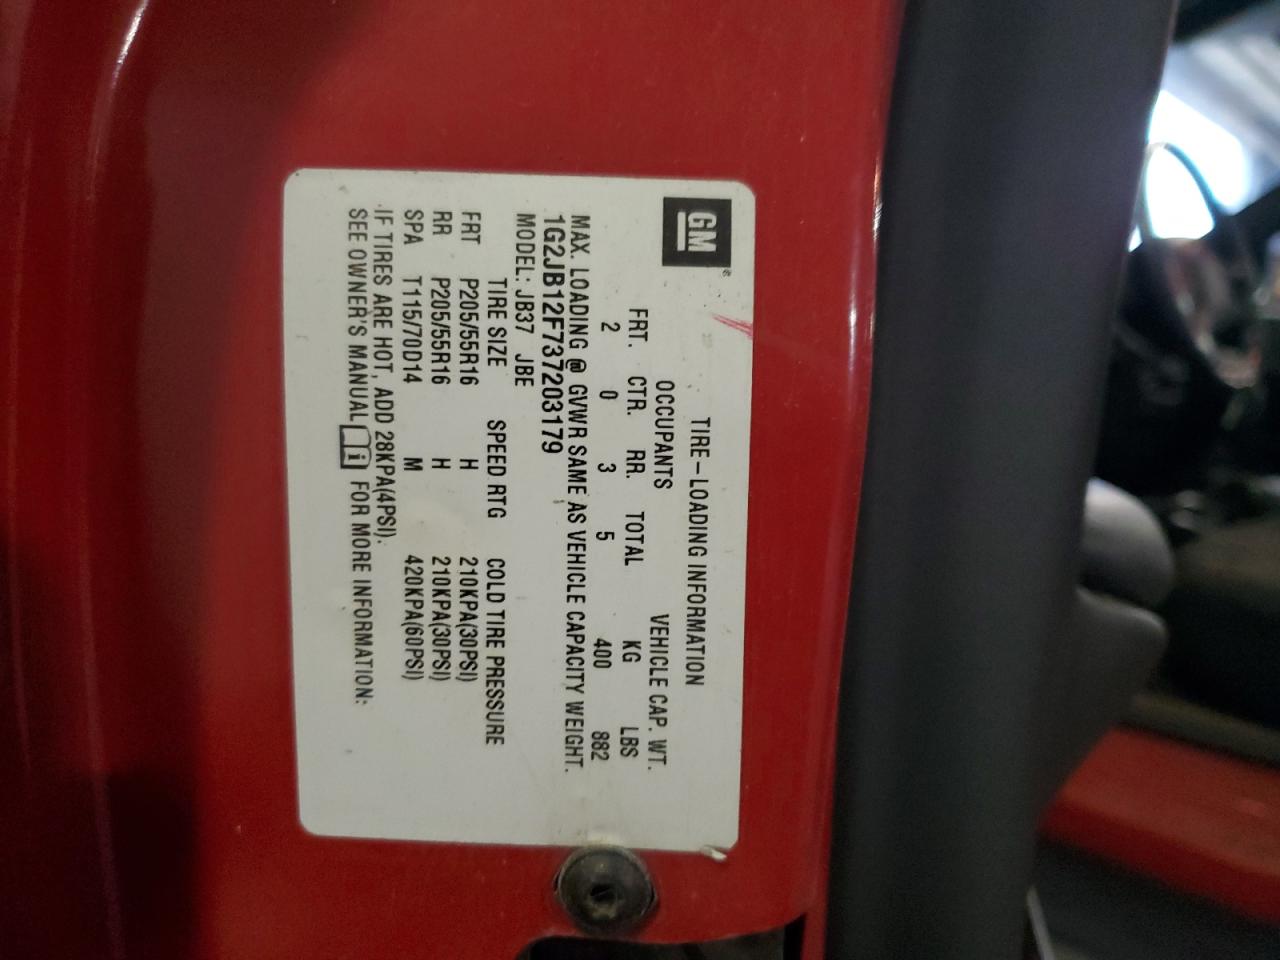 GM®
TIRE–LOADING INFORMATION
OCCUPANTS VEHICLE CAP. WT.
FRT. CTR. RR. TOTAL KG LBS
2 0 3 5 400 882
MAX. LOADING @ GVWR SAME AS VEHICLE CAPACITY WEIGHT.
1G2JB12F737203179
MODEL: JB37 JBE
TIRE SIZE SPEED RTG COLD TIRE PRESSURE
FRT P205/55R16 H 210KPA(30PSI)
RR P205/55R16 H 210KPA(30PSI)
SPA T115/70D14 M 420KPA(60PSI)
IF TIRES ARE HOT, ADD 28KPA(4PSI).
SEE OWNER'S MANUAL i FOR MORE INFORMATION: